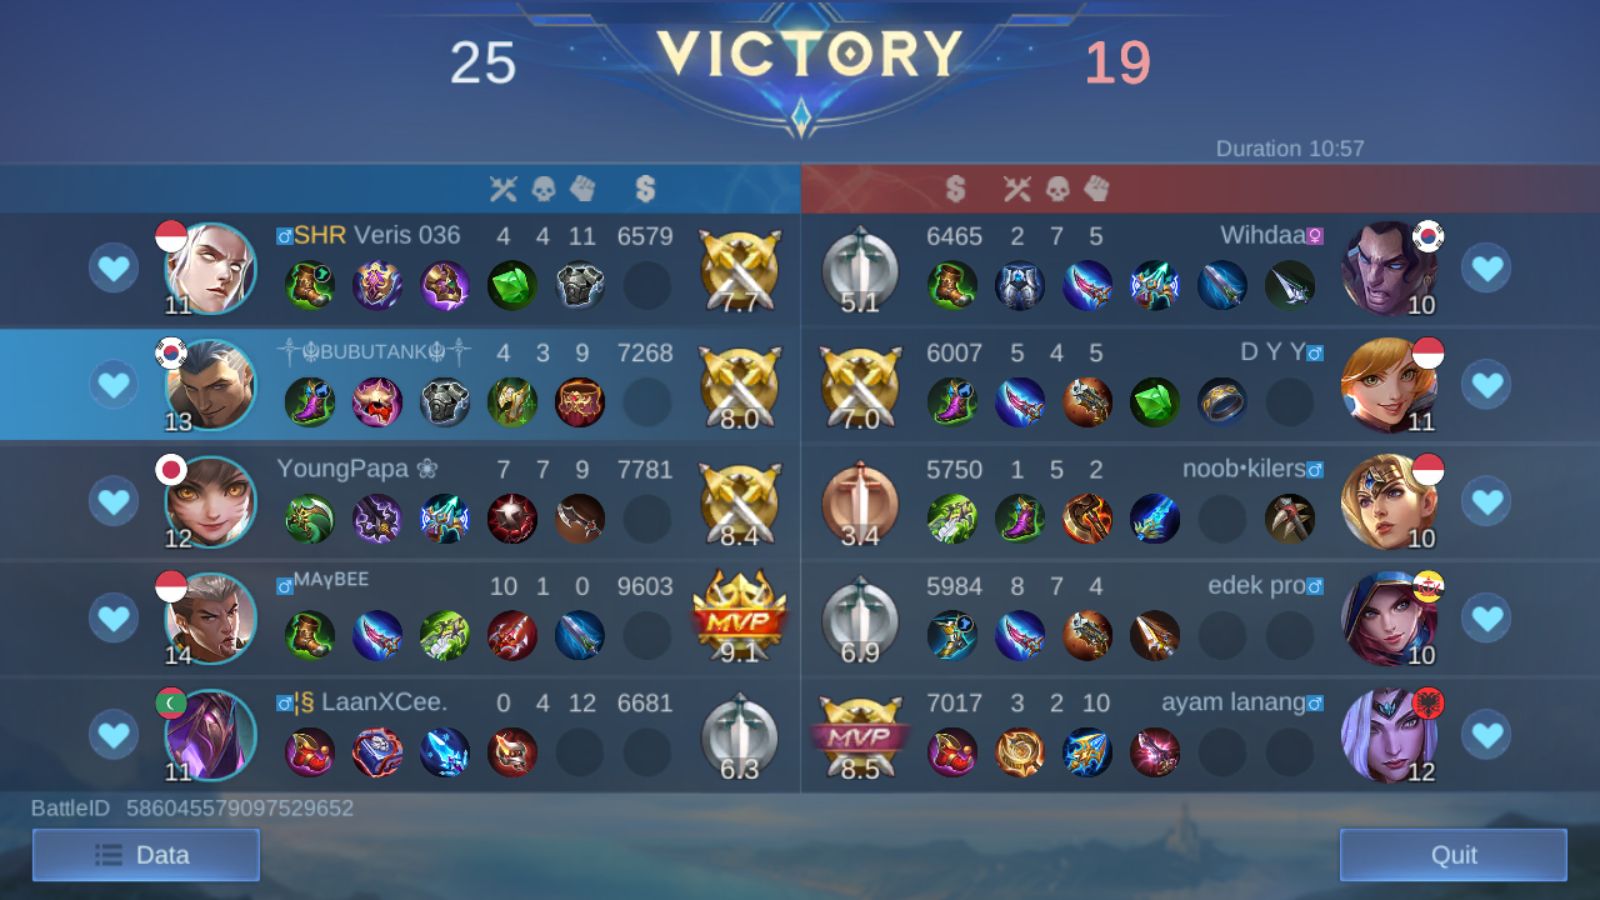 25 VICTORY 19
Duration 10:57
SHR Veris 036 4 4 11 6579
11 7.7
6465 2 7 5 Wihdaa
5.1 10
BUBUTANK 4 3 9 7268
13 8.0
6007 5 4 5 D Y Y
7.0 11
YoungPapa ❀ 7 7 9 7781
12 8.4
5750 1 5 2 noob•kilers
3.4 10
MAγBEE 10 1 0 9603
14 MVP 9.1
5984 8 7 4 edek pro
6.9 10
¦§ LaanXCee. 0 4 12 6681
11 6.3
7017 3 2 10 ayam lanang
MVP 8.5 12
BattleID 586045579097529652
Data
Quit